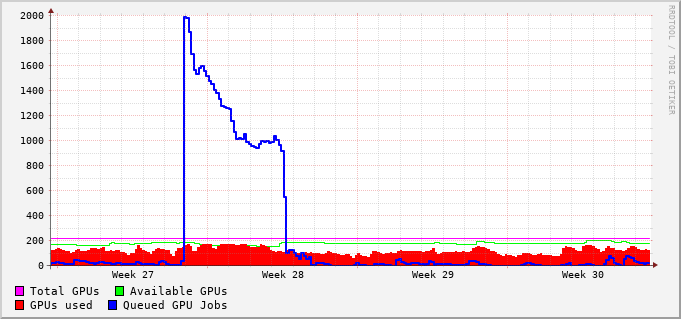 2000
1800
1600
1400
1200
1000
800
600
400
200
0
Week 27 Week 28 Week 29 Week 30
Total GPUs Available GPUs
GPUs used Queued GPU Jobs
RRDTOOL / TOBI OETIKER